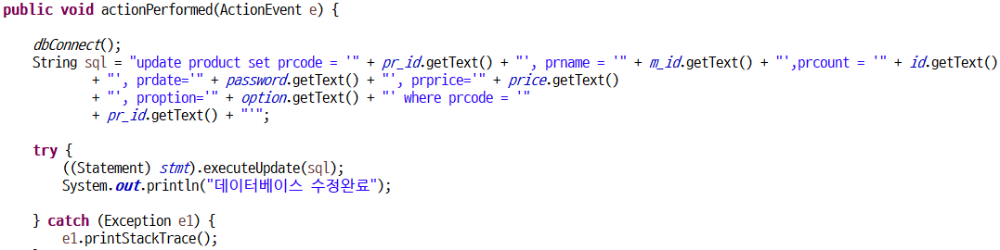 public void actionPerformed(ActionEvent e) {
dbConnect();
String sql = "update product set prcode = '" + pr_id.getText() + "', prname = '" + m_id.getText() + "',prcount = '" + id.getText()
+ "', prdate='" + password.getText() + "', prprice='" + price.getText()
+ "', proption='" + option.getText() + "' where prcode = '"
+ pr_id.getText() + "'";
try {
((Statement) stmt).executeUpdate(sql);
System.out.println("데이터베이스 수정완료");
} catch (Exception e1) {
e1.printStackTrace();